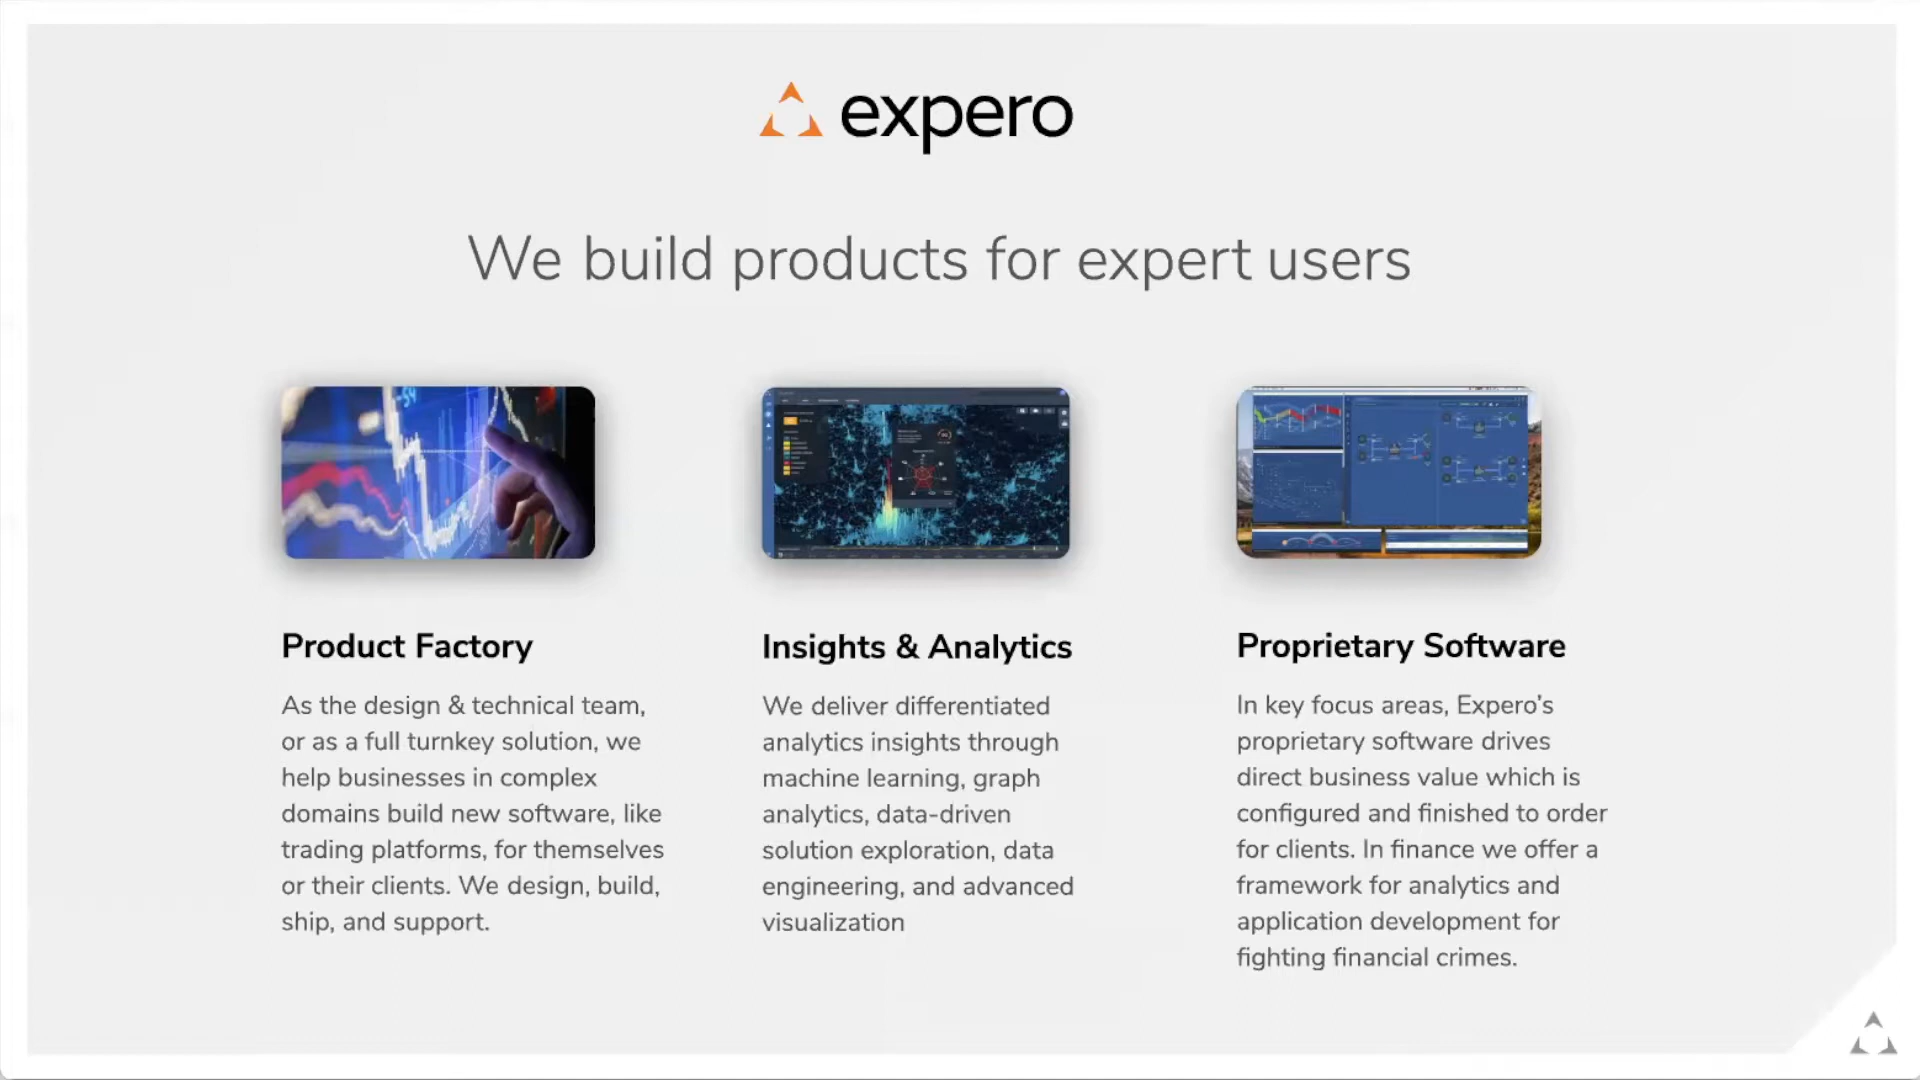 expero
We build products for expert users
Product Factory
As the design & technical team,
or as a full turnkey solution, we
help businesses in complex
domains build new software, like
trading platforms, for themselves
or their clients. We design, build,
ship, and support.
Insights & Analytics
We deliver differentiated
analytics insights through
machine learning, graph
analytics, data-driven
solution exploration, data
engineering, and advanced
visualization
Proprietary Software
In key focus areas, Expero’s
proprietary software drives
direct business value which is
configured and finished to order
for clients. In finance we offer a
framework for analytics and
application development for
fighting financial crimes.